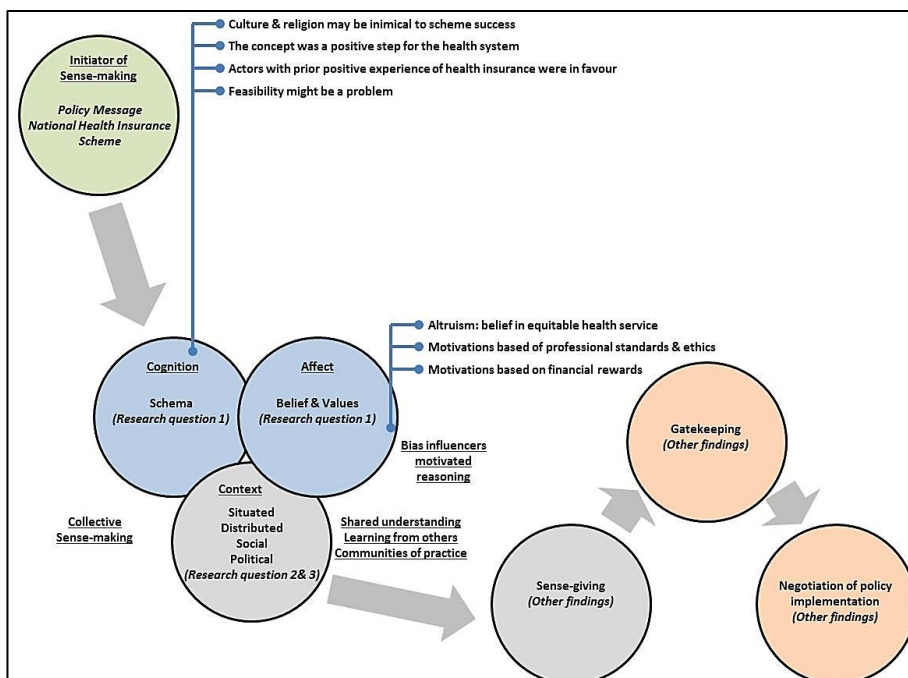 Initiator of
Sense-making
Policy Message
National Health Insurance
Scheme
Culture & religion may be inimical to scheme success
The concept was a positive step for the health system
Actors with prior positive experience of health insurance were in favour
Feasibility might be a problem
Cognition
Schema
(Research question 1)
Affect
Belief & Values
(Research question 1)
Altruism: belief in equitable health service
Motivations based of professional standards & ethics
Motivations based on financial rewards
Bias influencers
motivated
reasoning
Context
Situated
Distributed
Social
Political
(Research question 2& 3)
Collective
Sense-making
Shared understanding
Learning from others
Communities of practice
Sense-giving
(Other findings)
Gatekeeping
(Other findings)
Negotiation of policy
implementation
(Other findings)